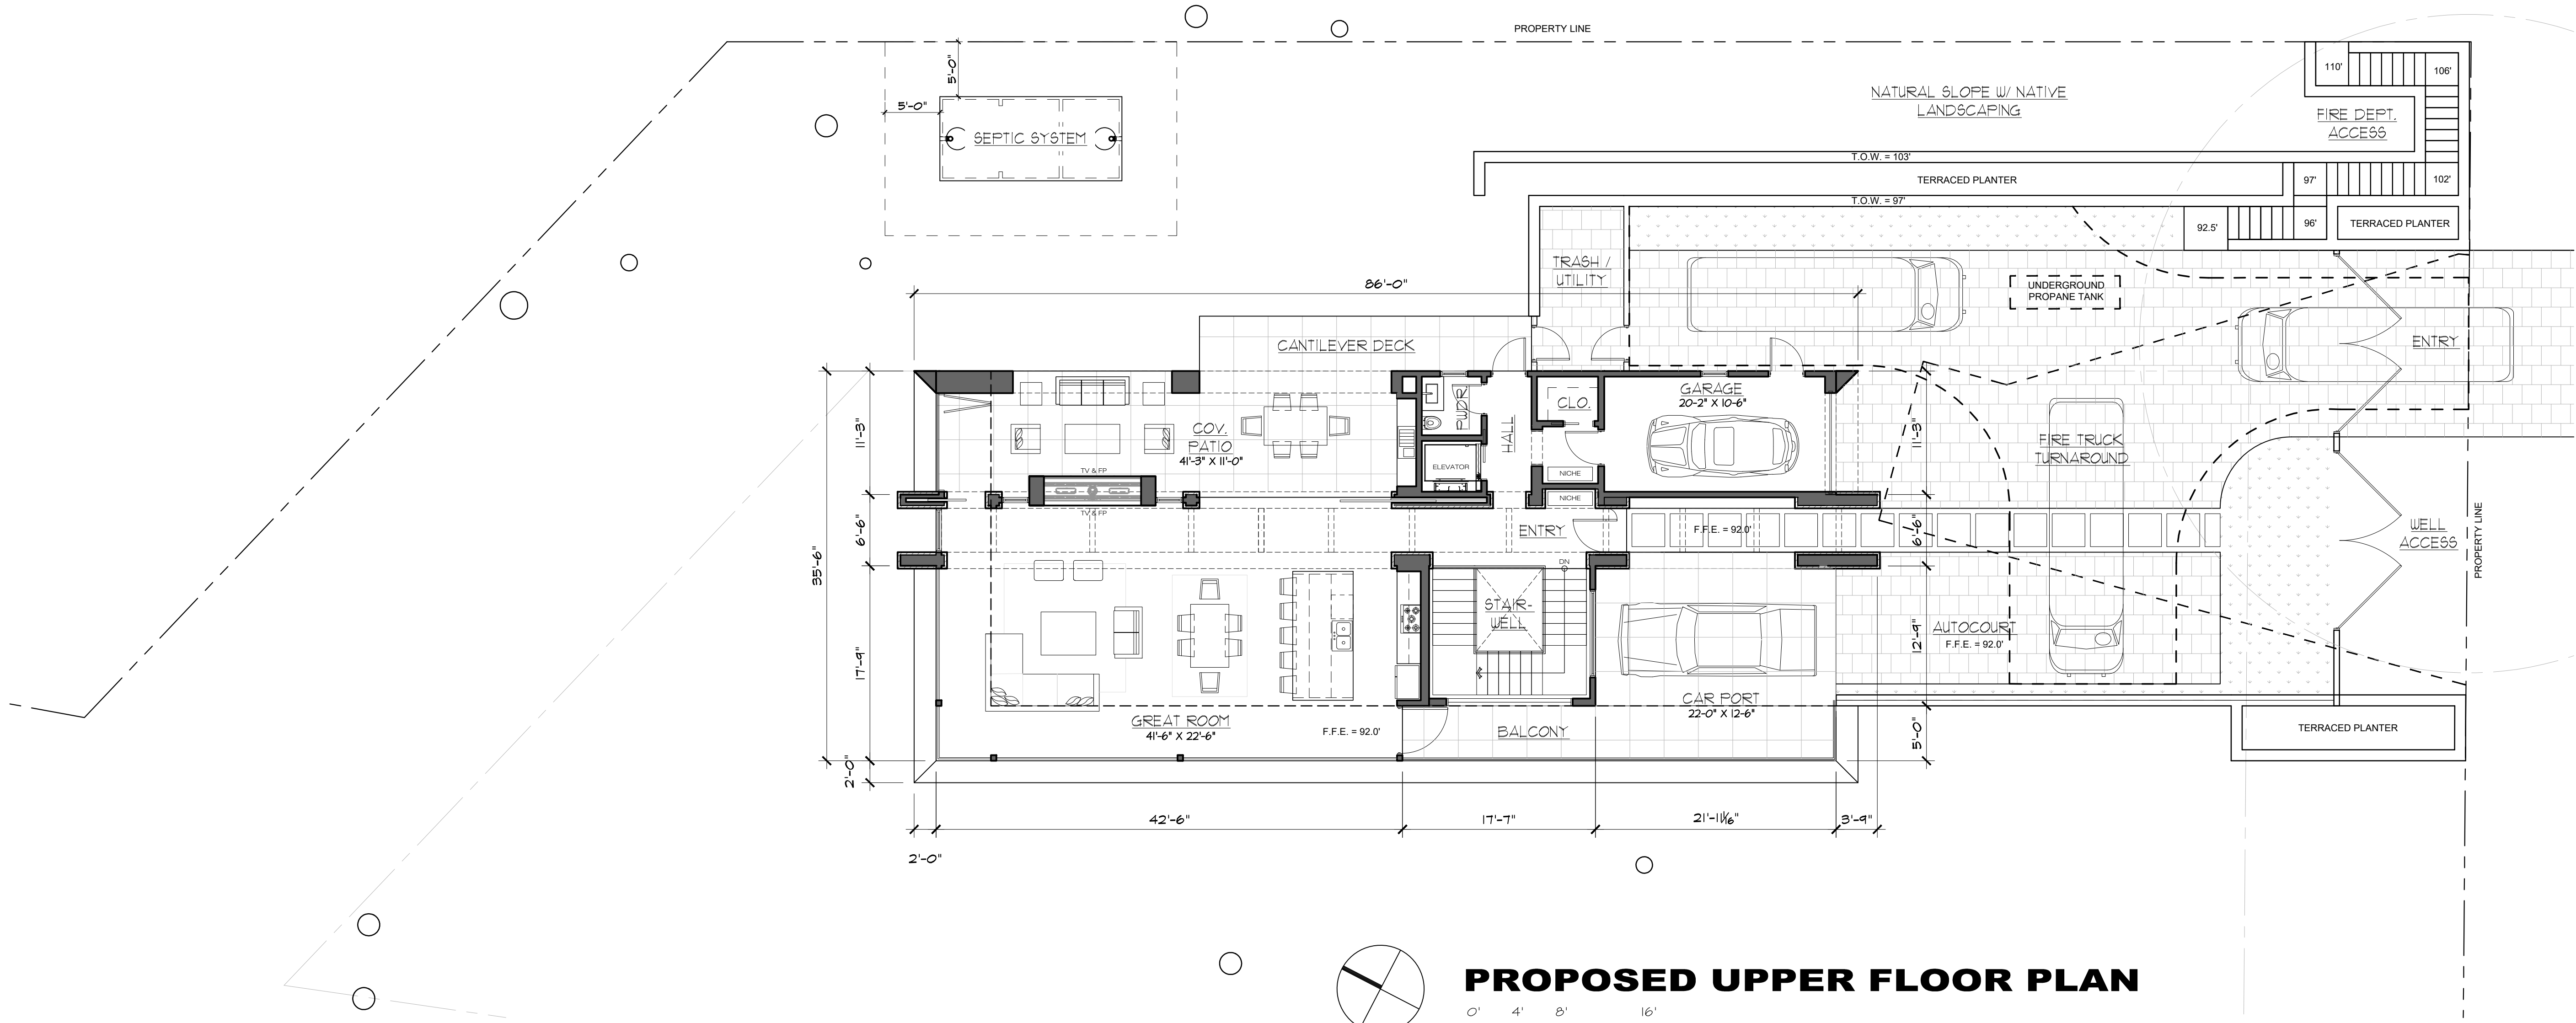 PROPERTY LINE
5'-0"
5'-0"
SEPTIC SYSTEM
110'
106'
NATURAL SLOPE W/ NATIVE
LANDSCAPING
FIRE DEPT.
ACCESS
T.O.W. = 103'
TERRACED PLANTER
97'
102'
T.O.W. = 97'
92.5'
96'
TERRACED PLANTER
TRASH /
UTILITY
86'-0"
UNDERGROUND
PROPANE TANK
ENTRY
CANTILEVER DECK
GARAGE
20-2" X 10-6"
CLO.
PWDR
HALL
11'-3"
COV.
PATIO
41'-3" X 11'-0"
TV & FP
ELEVATOR
NICHE
11'-3"
FIRE TRUCK
TURNAROUND
NICHE
TV & FP
6'-6"
35'-6"
ENTRY
F.F.E. = 92.0'
6'-6"
WELL
ACCESS
PROPERTY LINE
DN
STAIR-
WELL
17'-9"
AUTOCOURT
F.F.E. = 92.0'
12'-9"
CAR PORT
22-0" X 12-6"
GREAT ROOM
41'-6" X 22'-6"
F.F.E. = 92.0'
BALCONY
5'-0"
TERRACED PLANTER
2'-0"
42'-6"
17'-7"
21'-11 1/16"
3'-9"
2'-0"
PROPOSED UPPER FLOOR PLAN
0' 4' 8' 16'